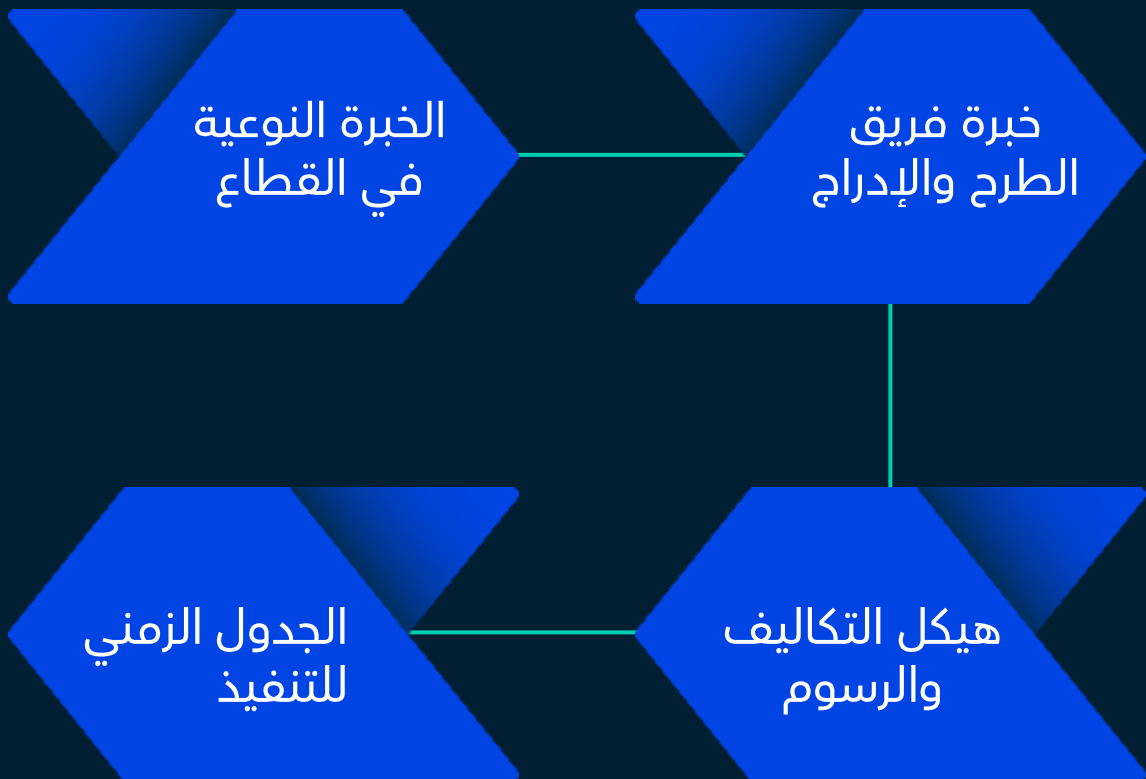 الخبرة النوعية
في القطاع
خبرة فريق
الطرح والإدراج
هيكل التكاليف
والرسوم
الجدول الزمني
للتنفيذ